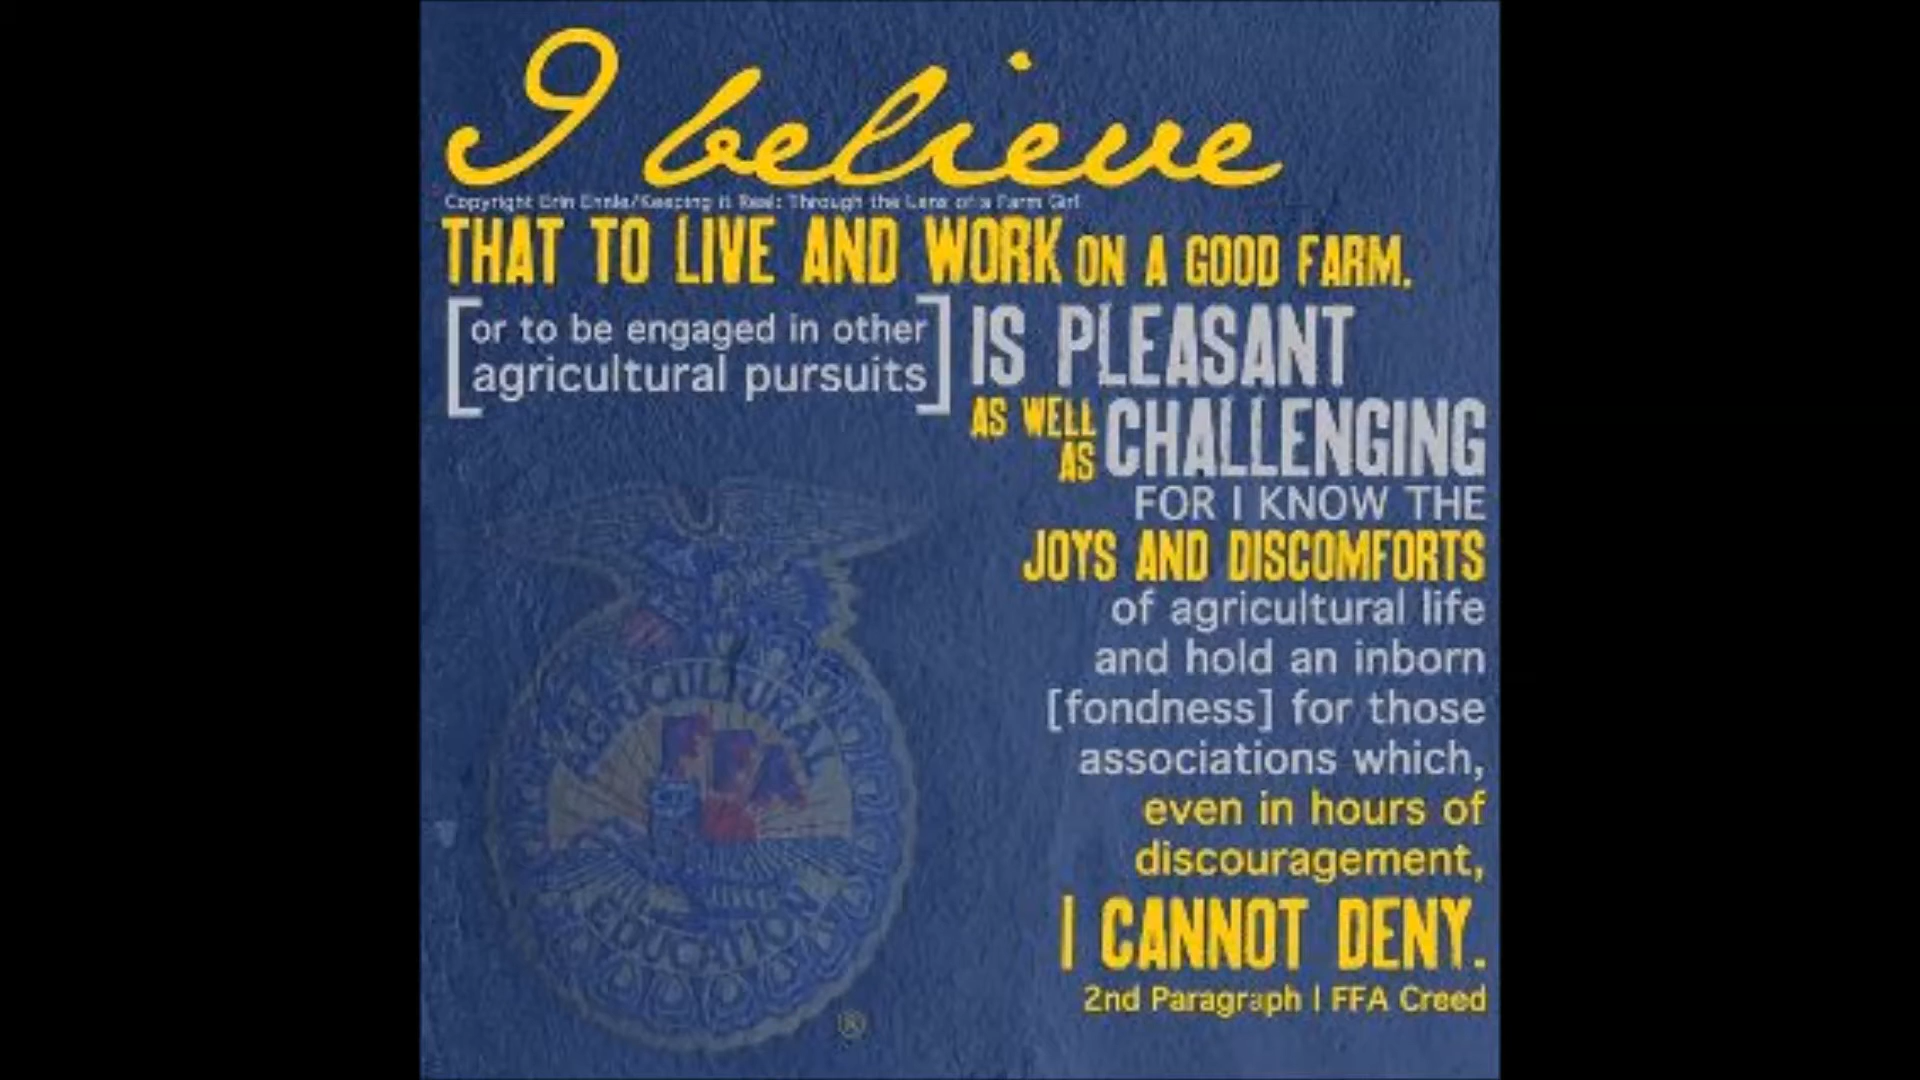 I believe
Copyright Erin Ehnle/Keeping it Real: Through the Lens of a Farm Girl
THAT TO LIVE AND WORK ON A GOOD FARM.
[or to be engaged in other
agricultural pursuits]
IS PLEASANT
AS WELL
AS CHALLENGING
FOR I KNOW THE
JOYS AND DISCOMFORTS
of agricultural life
and hold an inborn
[fondness] for those
associations which,
even in hours of
discouragement,
I CANNOT DENY.
2nd Paragraph | FFA Creed
AGRICULTURAL
FFA
EDUCATION
®